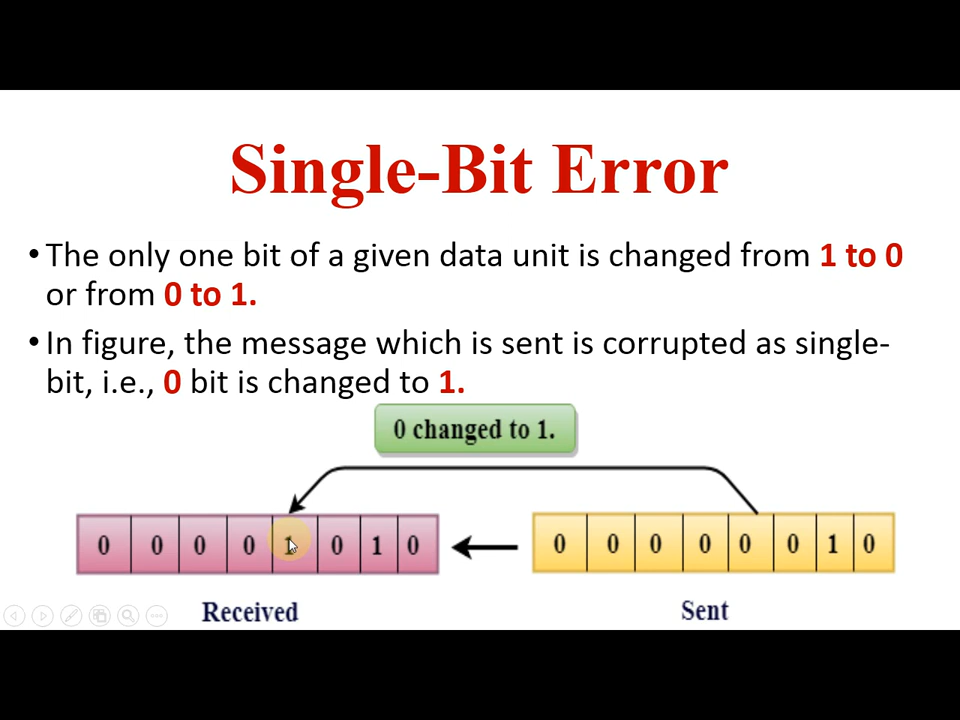 Single-Bit Error
• The only one bit of a given data unit is changed from 1 to 0
or from 0 to 1.
• In figure, the message which is sent is corrupted as single-
bit, i.e., 0 bit is changed to 1.
0 changed to 1.
0 0 0 0 1 0 1 0
0 0 0 0 0 0 1 0
Received
Sent